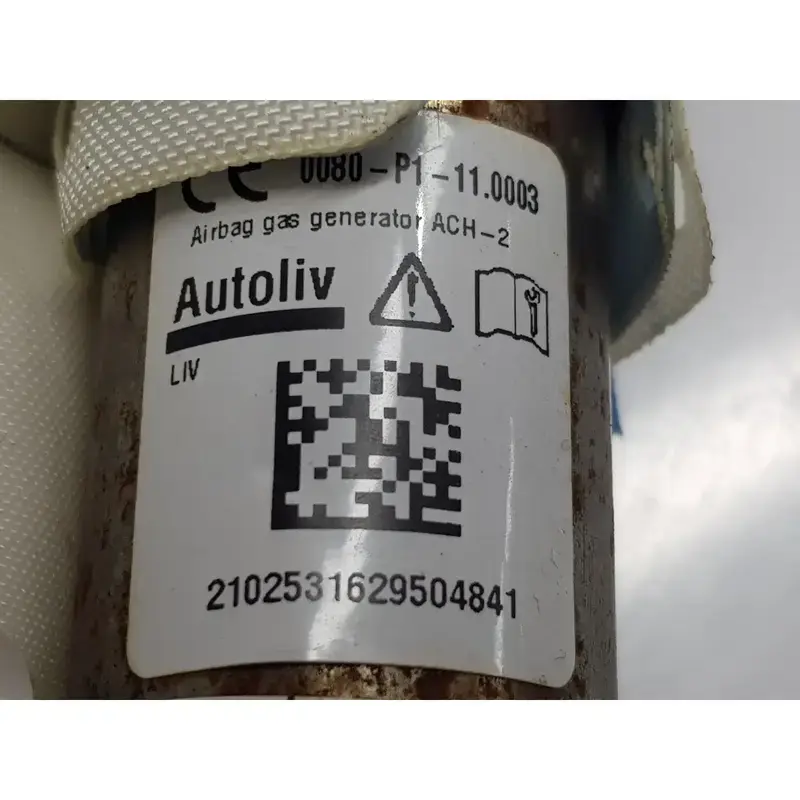 CE 0080-P1-11.0003
Airbag gas generator ACH-2
Autoliv
LIV
2102531629504841